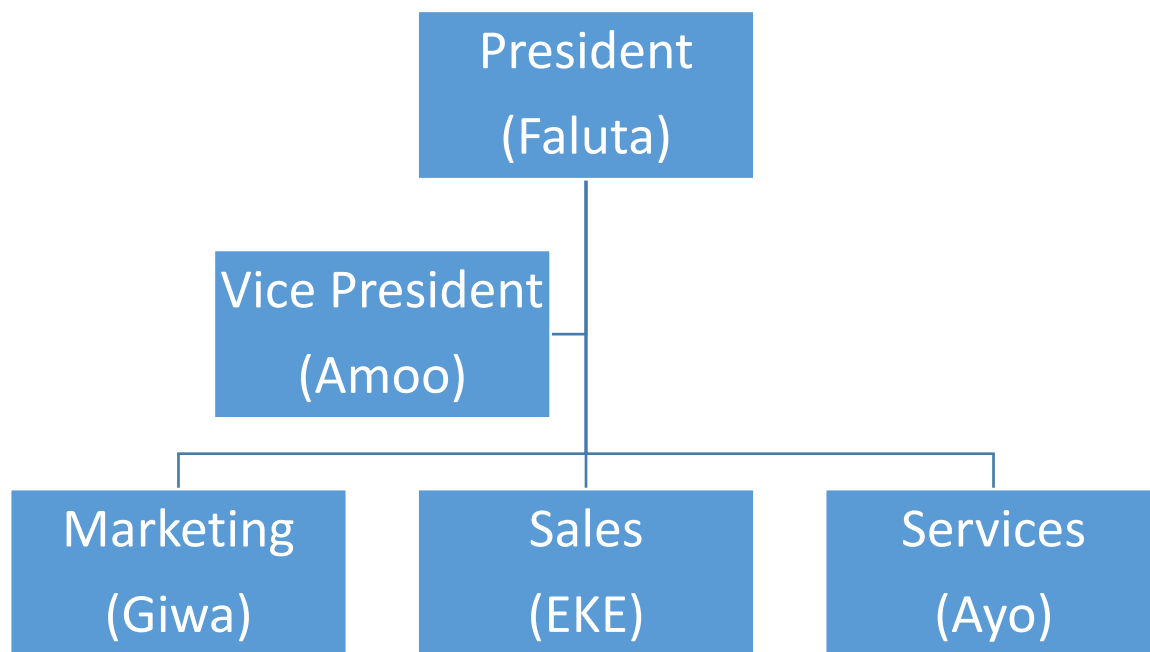 President
(Faluta)
Vice President
(Amoo)
Marketing
(Giwa)
Sales
(EKE)
Services
(Ayo)